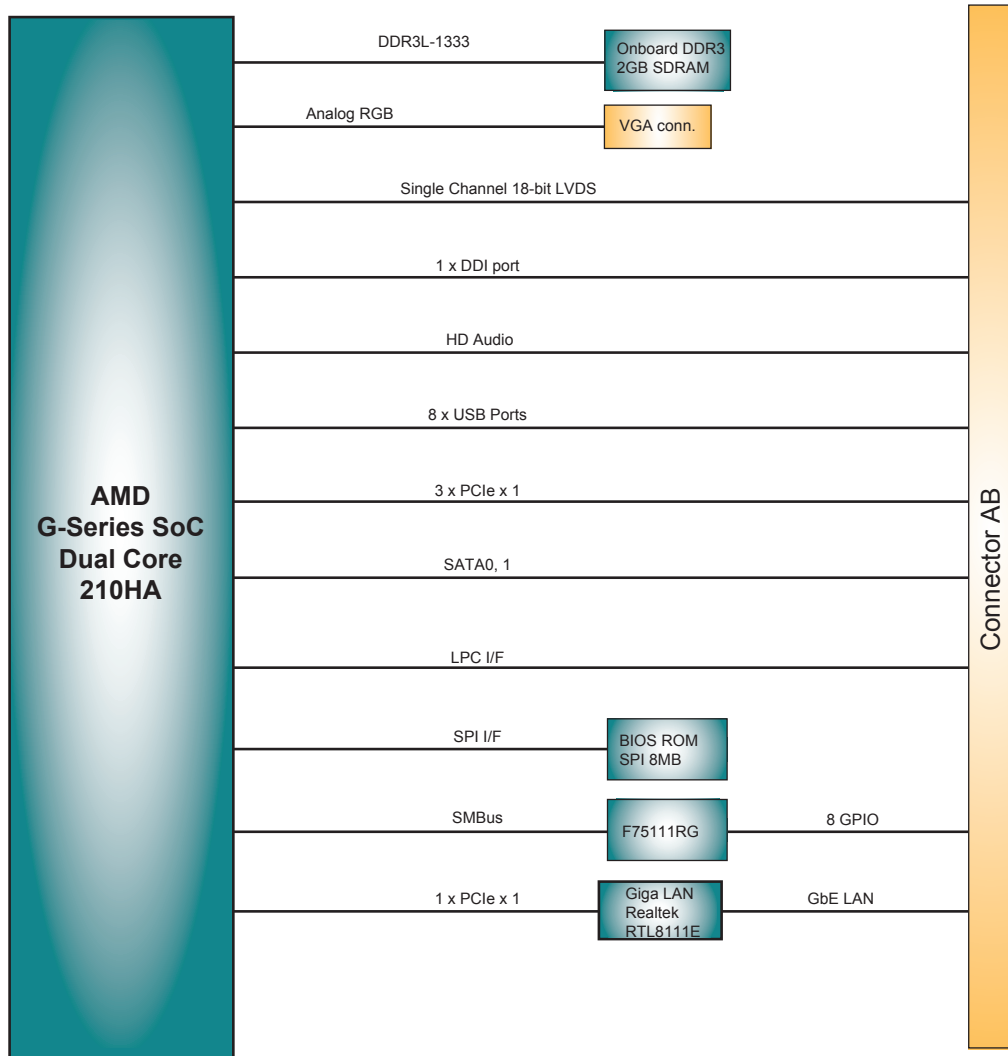 DDR3L-1333
Onboard DDR3
2GB SDRAM
Analog RGB
VGA conn.
Single Channel 18-bit LVDS
1 x DDI port
HD Audio
8 x USB Ports
3 x PCIe x 1
AMD
G-Series SoC
Dual Core
210HA
Connector AB
SATA0, 1
LPC I/F
SPI I/F
BIOS ROM
SPI 8MB
SMBus
F75111RG
8 GPIO
1 x PCIe x 1
Giga LAN
Realtek
RTL8111E
GbE LAN